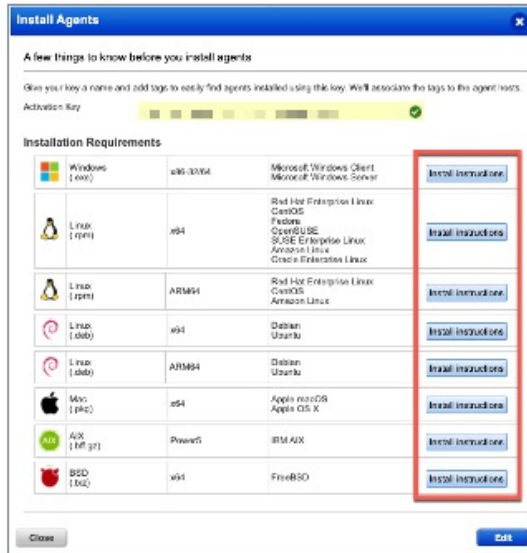 Install Agents
A few things to know before you install agents
Give your key a name and add tags to easily find agents installed using this key. We'll associate the tags to the agent hosts.
Activation Key
Installation Requirements
Windows
(.exe)
x86-32/64
Microsoft Windows Client
Microsoft Windows Server
Install instructions
Linux
(.rpm)
x64
Red Hat Enterprise Linux
CentOS
Fedora
OpenSUSE
SUSE Enterprise Linux
Amazon Linux
Oracle Enterprise Linux
Install instructions
Linux
(.rpm)
ARM64
Red Hat Enterprise Linux
CentOS
Amazon Linux
Install instructions
Linux
(.deb)
x64
Debian
Ubuntu
Install instructions
Linux
(.deb)
ARM64
Debian
Ubuntu
Install instructions
Mac
(.pkg)
x64
Apple macOS
Apple OS X
Install instructions
AIX
AIX
(.bff.gz)
Power5
IBM AIX
Install instructions
BSD
(.txz)
x64
FreeBSD
Install instructions
Close
Edit